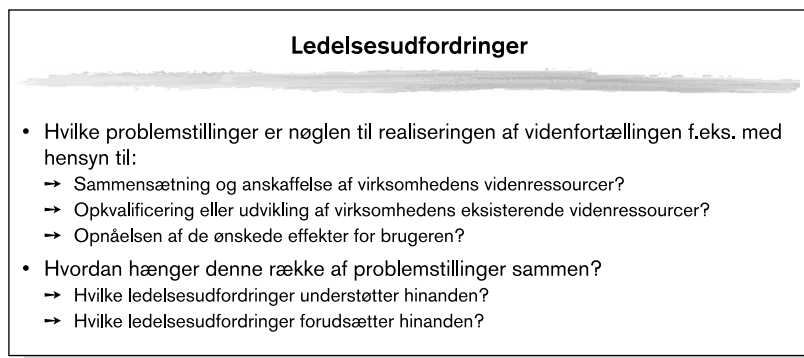 Ledelsesudfordringer
• Hvilke problemstillinger er nøglen til realiseringen af videnfortællingen f.eks. med
hensyn til:
➙ Sammensætning og anskaffelse af virksomhedens videnressourcer?
➙ Opkvalificering eller udvikling af virksomhedens eksisterende videnressourcer?
➙ Opnåelsen af de ønskede effekter for brugeren?
• Hvordan hænger denne række af problemstillinger sammen?
➙ Hvilke ledelsesudfordringer understøtter hinanden?
➙ Hvilke ledelsesudfordringer forudsætter hinanden?